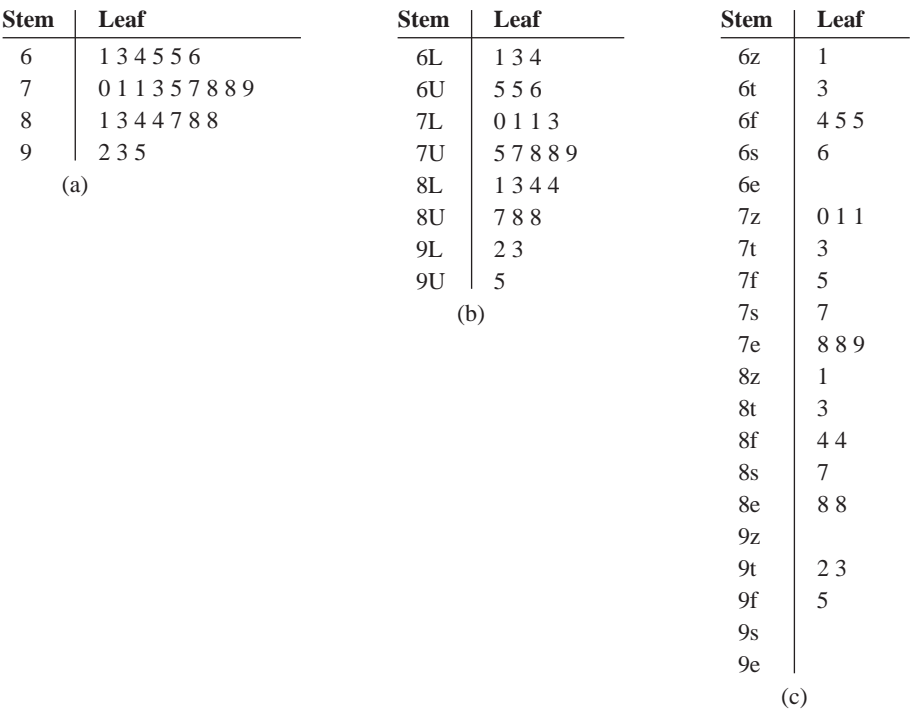 Stem Leaf
6 1 3 4 5 5 6
7 0 1 1 3 5 7 8 8 9
8 1 3 4 4 7 8 8
9 2 3 5
(a)
Stem Leaf
6L 1 3 4
6U 5 5 6
7L 0 1 1 3
7U 5 7 8 8 9
8L 1 3 4 4
8U 7 8 8
9L 2 3
9U 5
(b)
Stem Leaf
6z 1
6t 3
6f 4 5 5
6s 6
6e
7z 0 1 1
7t 3
7f 5
7s 7
7e 8 8 9
8z 1
8t 3
8f 4 4
8s 7
8e 8 8
9z
9t 2 3
9f 5
9s
9e
(c)